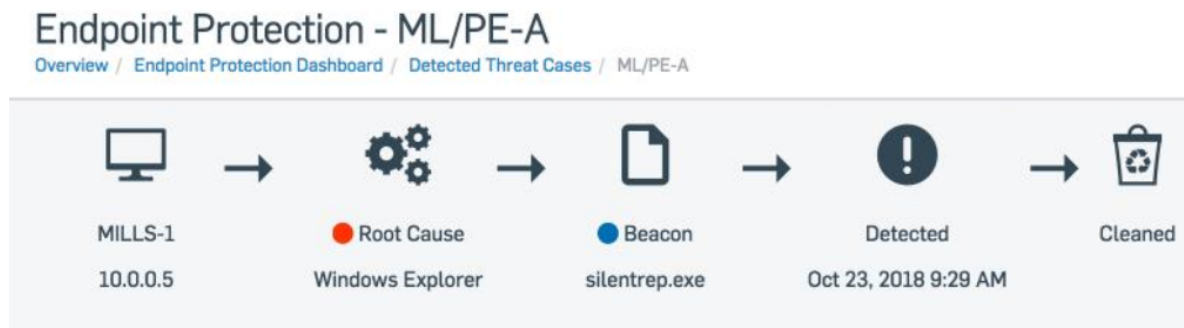 Endpoint Protection - ML/PE-A
Overview / Endpoint Protection Dashboard / Detected Threat Cases / ML/PE-A
MILLS-1
Root Cause
Beacon
Detected
Cleaned
10.0.0.5
Windows Explorer
silentrep.exe
Oct 23, 2018 9:29 AM